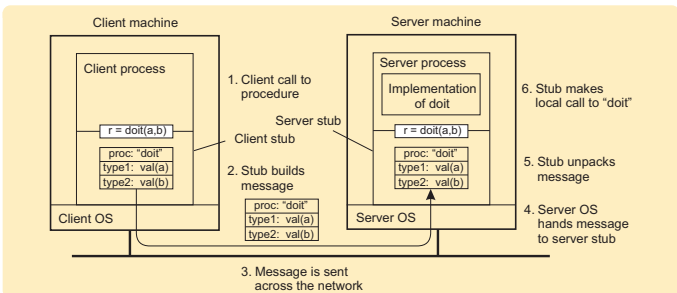 Client machine
Server machine
Client process
1. Client call to
procedure
Server process
Implementation
of doit
6. Stub makes
local call to "doit"
Server stub
r = doit(a,b)
Client stub
r = doit(a,b)
proc: "doit"
type1: val(a)
type2: val(b)
2. Stub builds
message
proc: "doit"
type1: val(a)
type2: val(b)
proc: "doit"
type1: val(a)
type2: val(b)
5. Stub unpacks
message
Client OS
Server OS
4. Server OS
hands message
to server stub
3. Message is sent
across the network